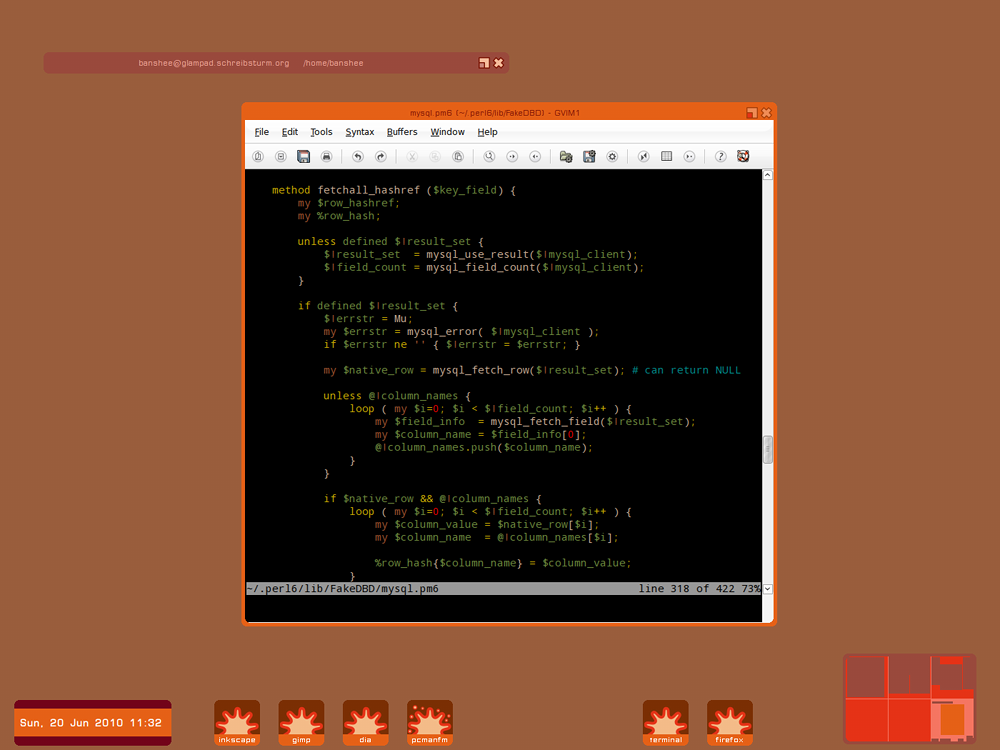 banshee@glampad.schreibsturm.org /home/banshee
mysql.pm6 (~/.perl6/lib/FakeDBD) - GVIM1
File Edit Tools Syntax Buffers Window Help
method fetchall_hashref ($key_field) {
my $row_hashref;
my %row_hash;
unless defined $!result_set {
$!result_set = mysql_use_result($!mysql_client);
$!field_count = mysql_field_count($!mysql_client);
}
if defined $!result_set {
$!errstr = Mu;
my $errstr = mysql_error( $!mysql_client );
if $errstr ne '' { $!errstr = $errstr; }
my $native_row = mysql_fetch_row($!result_set); # can return NULL
unless @!column_names {
loop ( my $i=0; $i < $!field_count; $i++ ) {
my $field_info = mysql_fetch_field($!result_set);
my $column_name = $field_info[0];
@!column_names.push($column_name);
}
}
if $native_row && @!column_names {
loop ( my $i=0; $i < $!field_count; $i++ ) {
my $column_value = $native_row[$i];
my $column_name = @!column_names[$i];
%row_hash{$column_name} = $column_value;
}
~/.perl6/lib/FakeDBD/mysql.pm6 line 318 of 422 73%
Sun, 20 Jun 2010 11:32
inkscape gimp dia pcmanfm terminal firefox